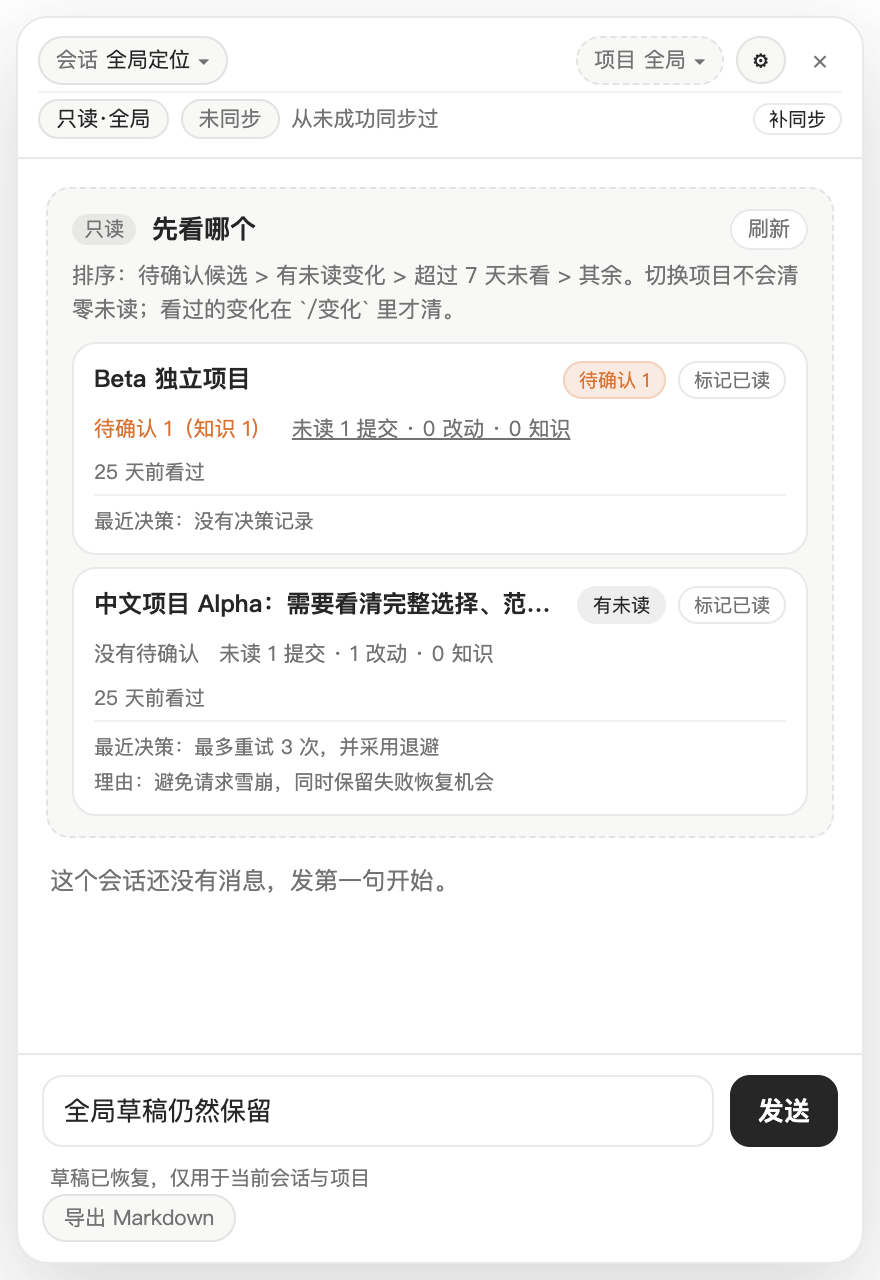 会话 全局定位
项目 全局
只读·全局 未同步 从未成功同步过 补同步
只读 先看哪个 刷新
排序：待确认候选 > 有未读变化 > 超过 7 天未看 > 其余。切换项目不会清
零未读；看过的变化在 `/变化` 里才清。
Beta 独立项目 待确认 1 标记已读
待确认 1（知识 1） 未读 1 提交 · 0 改动 · 0 知识
25 天前看过
最近决策：没有决策记录
中文项目 Alpha：需要看清完整选择、范… 有未读 标记已读
没有待确认 未读 1 提交 · 1 改动 · 0 知识
25 天前看过
最近决策：最多重试 3 次，并采用退避
理由：避免请求雪崩，同时保留失败恢复机会
这个会话还没有消息，发第一句开始。
全局草稿仍然保留 发送
草稿已恢复，仅用于当前会话与项目
导出 Markdown